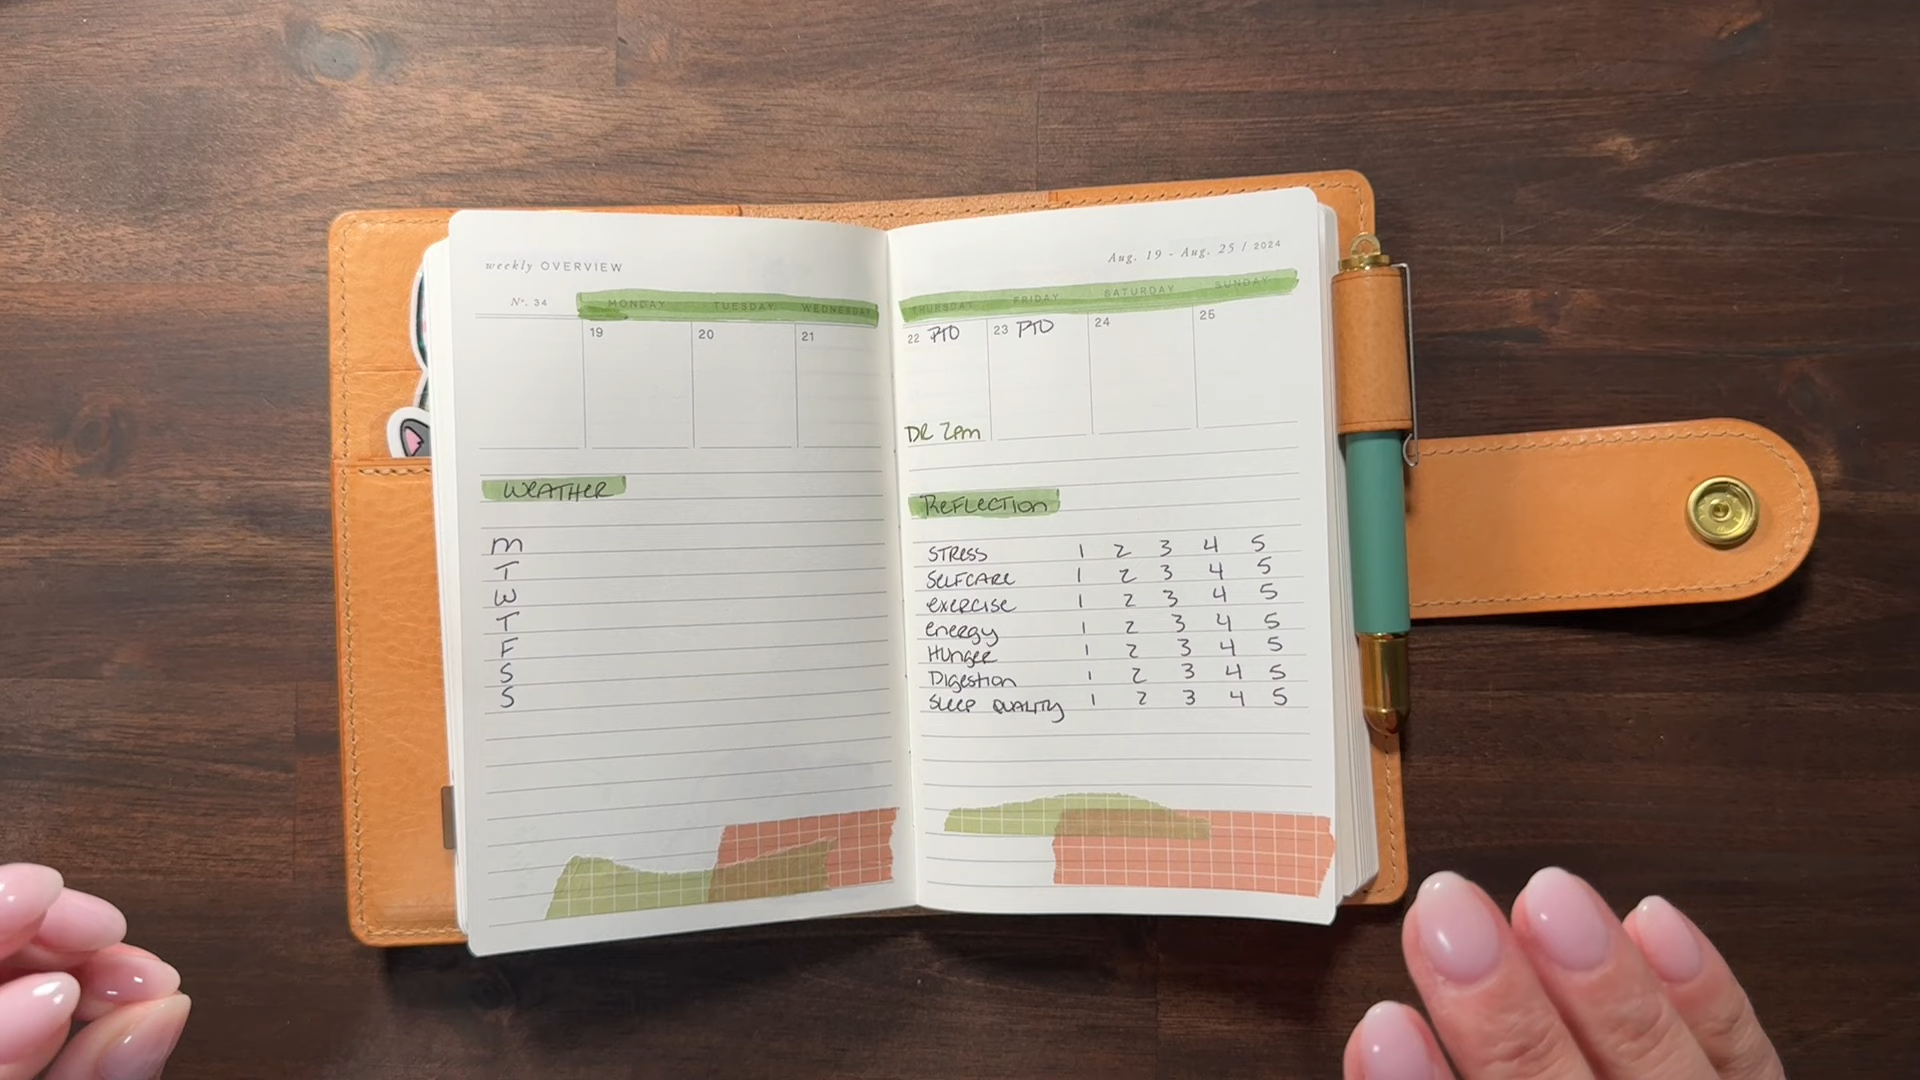 weekly OVERVIEW
Nº. 34 MONDAY TUESDAY WEDNESDAY
19 20 21
WEATHER
M
T
W
T
F
S
S
Aug. 19 - Aug. 25 / 2024
THURSDAY FRIDAY SATURDAY SUNDAY
22 PTO 23 PTO 24 25
DR 2pm
REFLECTION
STRESS 1 2 3 4 5
SELFCARE 1 2 3 4 5
exercise 1 2 3 4 5
energy 1 2 3 4 5
Hunger 1 2 3 4 5
Digestion 1 2 3 4 5
SLEEP QUALITY 1 2 3 4 5